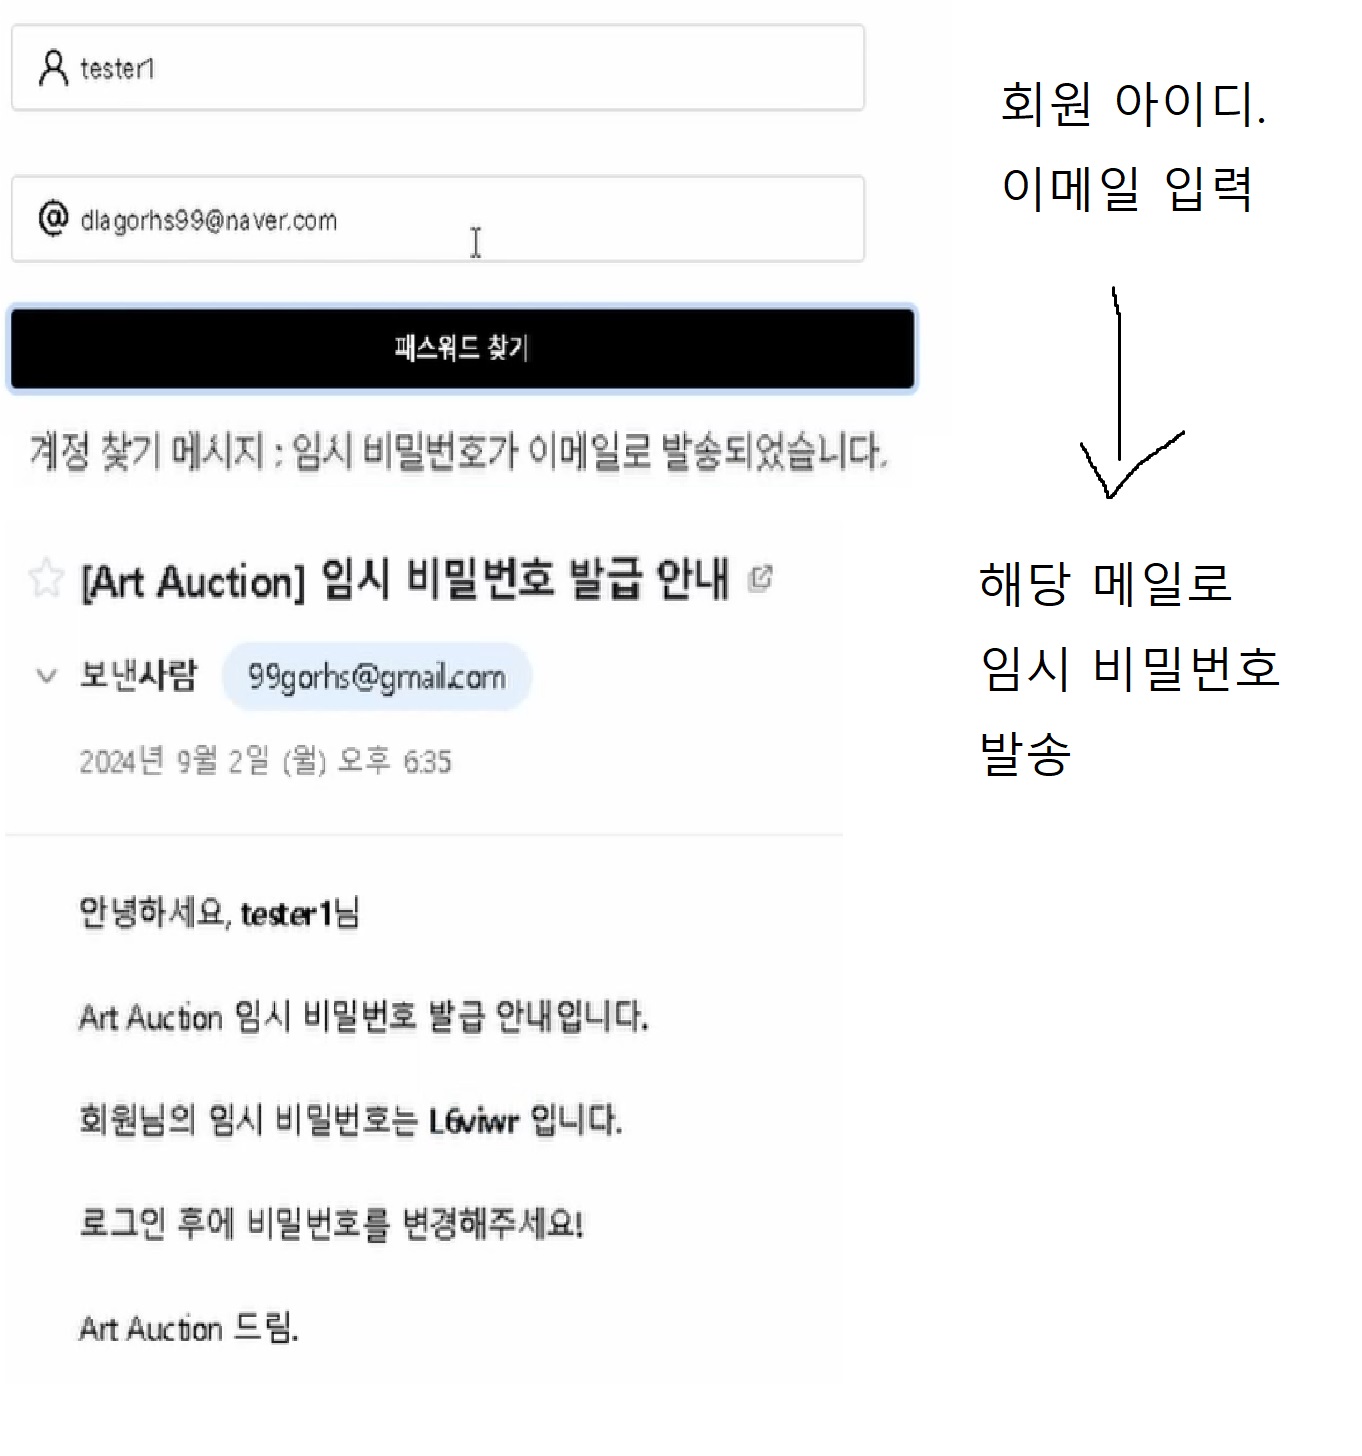 tester1
회원 아이디.
이메일 입력
dlagorhs99@naver.com
패스워드 찾기
계정 찾기 메시지 : 임시 비밀번호가 이메일로 발송되었습니다.
[Art Auction] 임시 비밀번호 발급 안내
보낸사람 99gorhs@gmail.com
2024년 9월 2일 (월) 오후 6:35
해당 메일로
임시 비밀번호
발송
안녕하세요, tester1님
Art Auction 임시 비밀번호 발급 안내입니다.
회원님의 임시 비밀번호는 L6viwr 입니다.
로그인 후에 비밀번호를 변경해주세요!
Art Auction 드림.